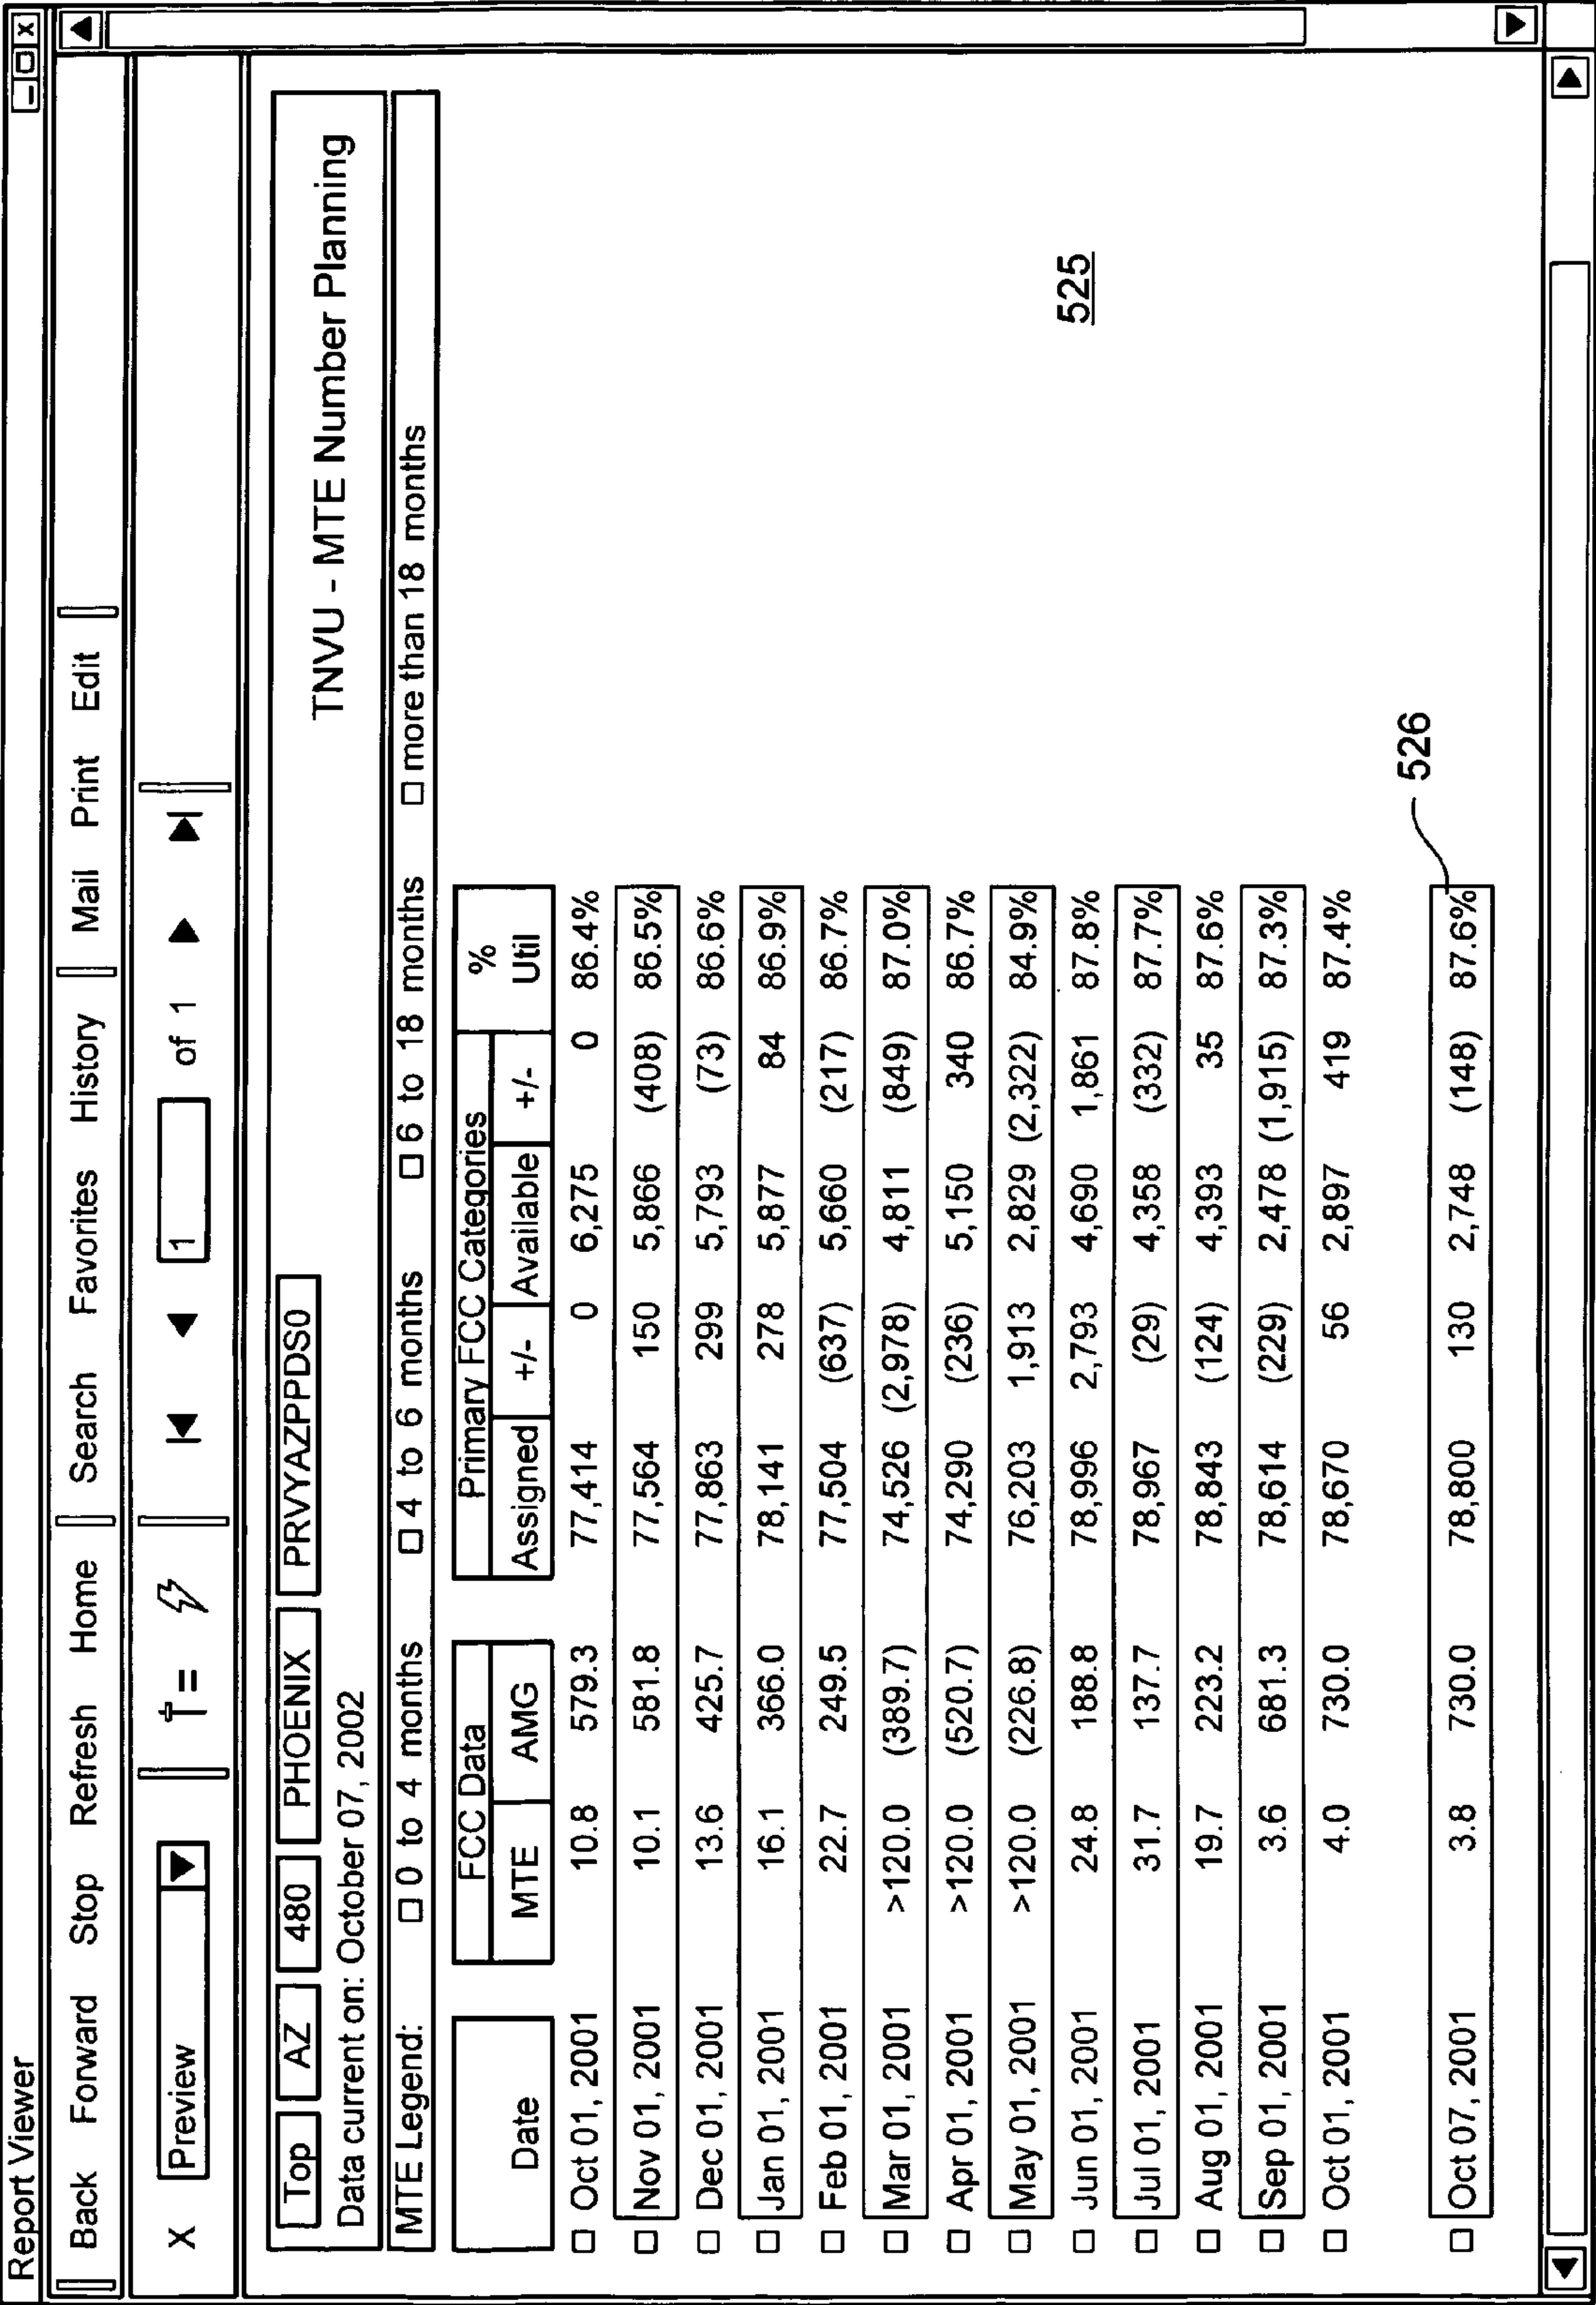 Report Viewer
Back Forward Stop Refresh Home Search Favorites History Mail Print Edit
X Preview 1 of 1
Top AZ 480 PHOENIX PRVYAZPPDS0
TNVU - MTE Number Planning
Data current on: October 07, 2002
MTE Legend: 0 to 4 months 4 to 6 months 6 to 18 months more than 18 months
FCC Data Primary FCC Categories %
Date MTE AMG Assigned +/- Available +/- Util
Oct 01, 2001 10.8 579.3 77,414 0 6,275 0 86.4%
Nov 01, 2001 10.1 581.8 77,564 150 5,866 (408) 86.5%
Dec 01, 2001 13.6 425.7 77,863 299 5,793 (73) 86.6%
Jan 01, 2001 16.1 366.0 78,141 278 5,877 84 86.9%
Feb 01, 2001 22.7 249.5 77,504 (637) 5,660 (217) 86.7%
Mar 01, 2001 >120.0 (389.7) 74,526 (2,978) 4,811 (849) 87.0%
Apr 01, 2001 >120.0 (520.7) 74,290 (236) 5,150 340 86.7%
May 01, 2001 >120.0 (226.8) 76,203 1,913 2,829 (2,322) 84.9%
Jun 01, 2001 24.8 188.8 78,996 2,793 4,690 1,861 87.8%
Jul 01, 2001 31.7 137.7 78,967 (29) 4,358 (332) 87.7%
Aug 01, 2001 19.7 223.2 78,843 (124) 4,393 35 87.6%
Sep 01, 2001 3.6 681.3 78,614 (229) 2,478 (1,915) 87.3%
Oct 01, 2001 4.0 730.0 78,670 56 2,897 419 87.4%
Oct 07, 2001 3.8 730.0 78,800 130 2,748 (148) 87.6%
525
526